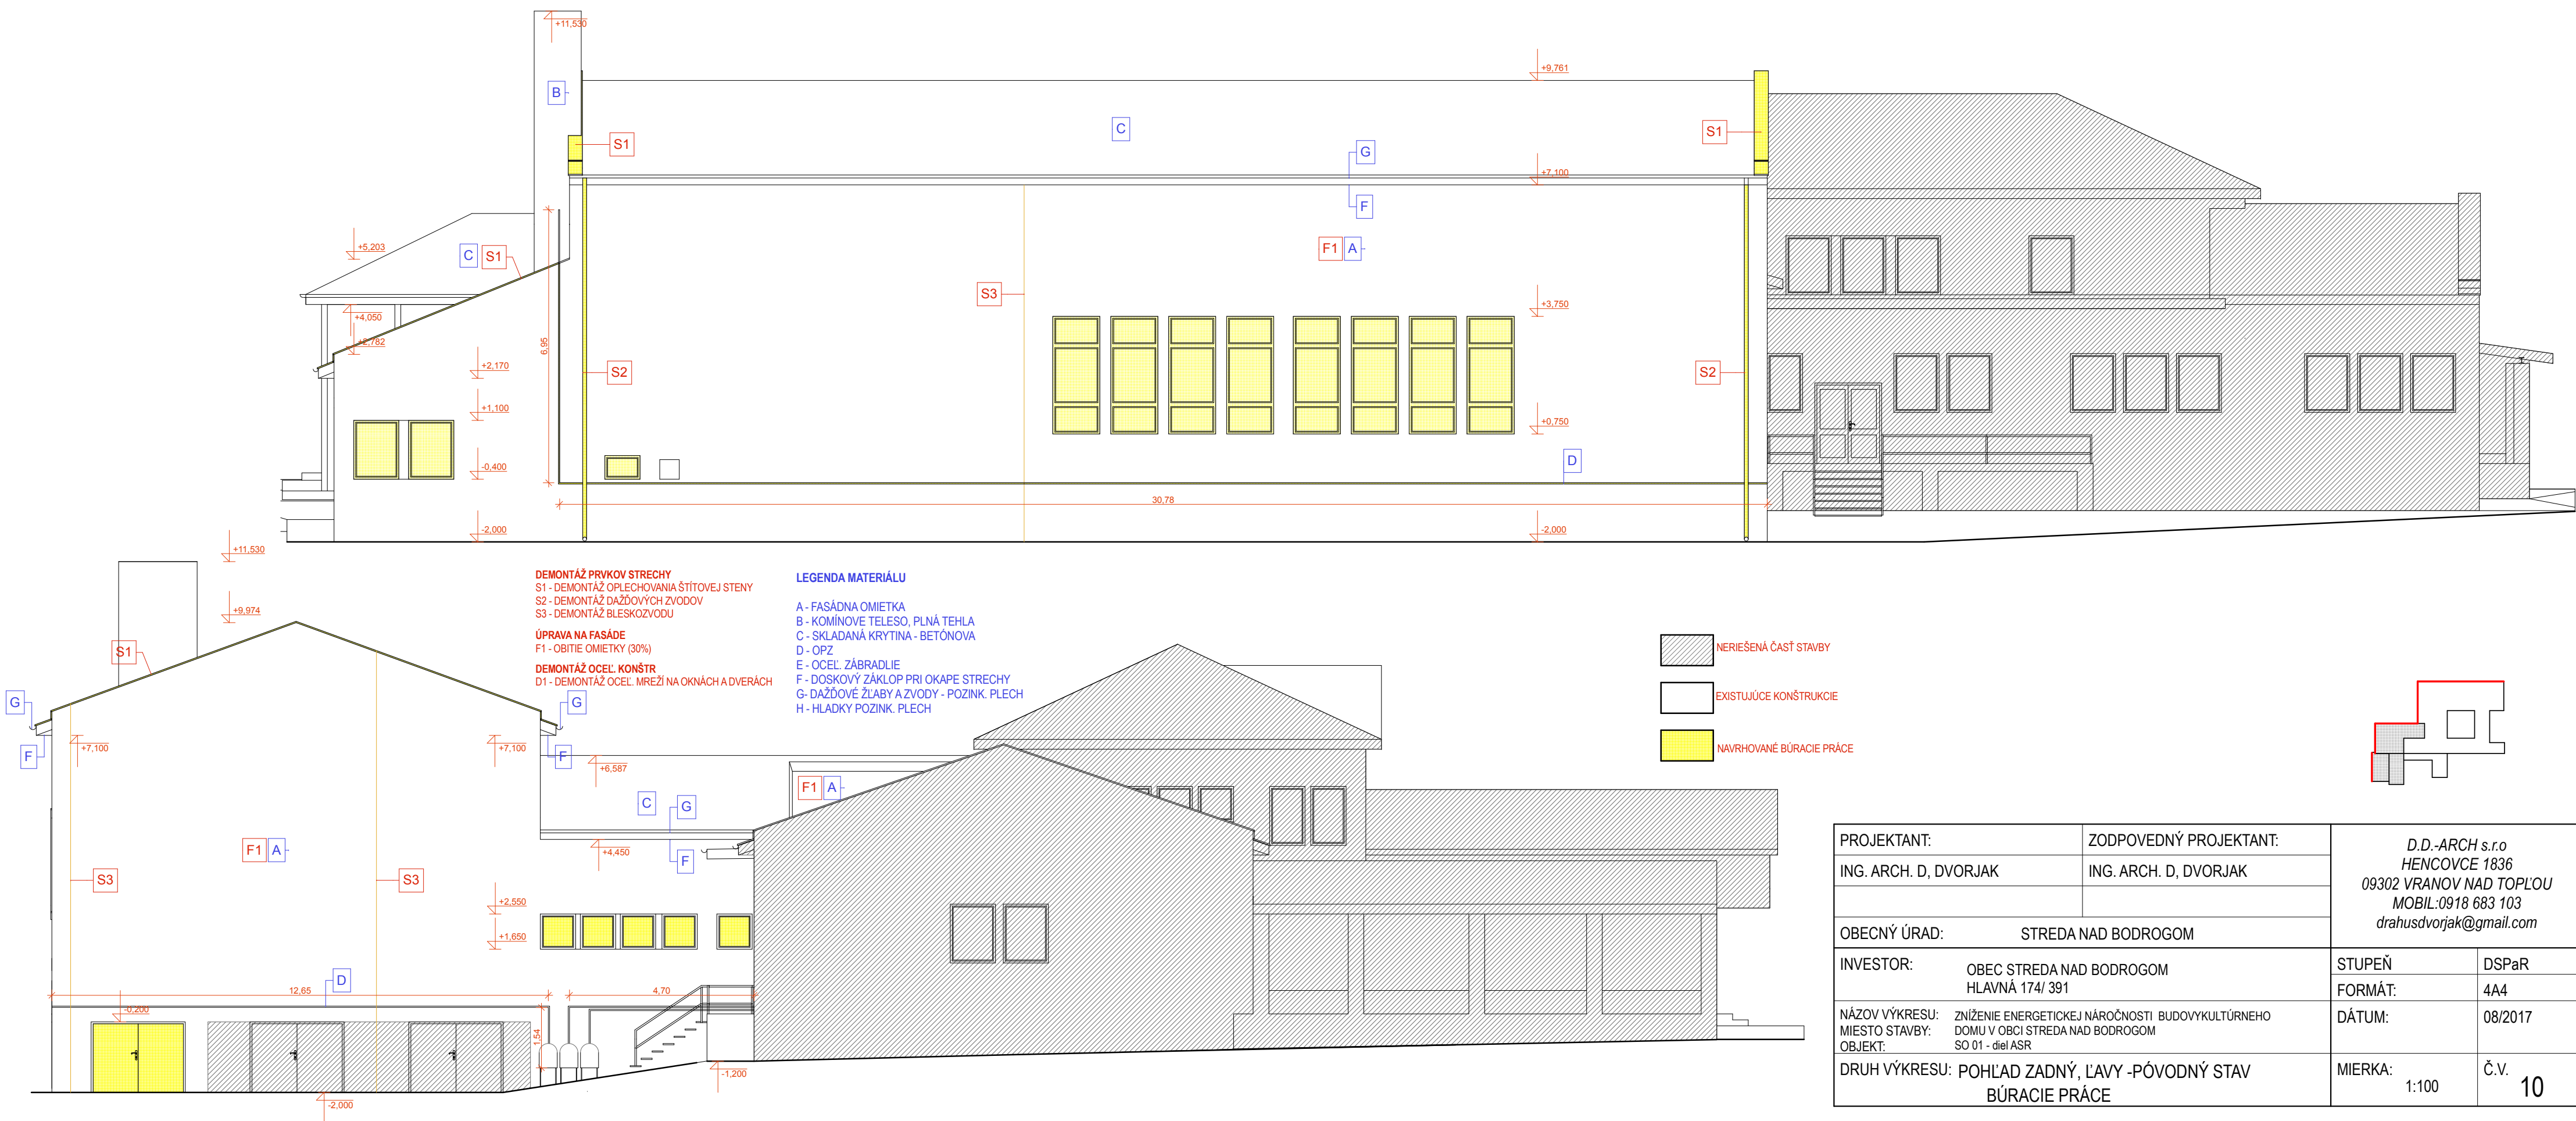 +11,530
+9,761
B
C
S1
S1
G
+7,100
F
+5,203
C S1
F1 A
S3
+4,050
+3,750
+2,782
6,95
+2,170
S2
S2
+1,100
+0,750
-0,400
D
30,78
-2,000
-2,000
+11,530
+9,974
S1
G
G
F
+7,100
+7,100
F
+6,587
F1 A
C
G
+4,450
F
F1 A
S3
S3
+2,550
+1,650
D
12,65
4,70
-0,200
1,54
-1,200
-2,000
DEMONTÁŽ PRVKOV STRECHY
S1 - DEMONTÁŽ OPLECHOVANIA ŠTÍTOVEJ STENY
S2 - DEMONTÁŽ DAŽĎOVÝCH ZVODOV
S3 - DEMONTÁŽ BLESKOZVODU
ÚPRAVA NA FASÁDE
F1 - OBITIE OMIETKY (30%)
DEMONTÁŽ OCEĽ. KONŠTR
D1 - DEMONTÁŽ OCEĽ. MREŽÍ NA OKNÁCH A DVERÁCH
LEGENDA MATERIÁLU
A - FASÁDNA OMIETKA
B - KOMÍNOVE TELESO, PLNÁ TEHLA
C - SKLADANÁ KRYTINA - BETÓNOVA
D - OPZ
E - OCEĽ. ZÁBRADLIE
F - DOSKOVÝ ZÁKLOP PRI OKAPE STRECHY
G- DAŽĎOVÉ ŽĽABY A ZVODY - POZINK. PLECH
H - HLADKY POZINK. PLECH
NERIEŠENÁ ČASŤ STAVBY
EXISTUJÚCE KONŠTRUKCIE
NAVRHOVANÉ BÚRACIE PRÁCE
PROJEKTANT:
ZODPOVEDNÝ PROJEKTANT:
ING. ARCH. D, DVORJAK
ING. ARCH. D, DVORJAK
D.D.-ARCH s.r.o
HENCOVCE 1836
09302 VRANOV NAD TOPĽOU
MOBIL:0918 683 103
drahusdvorjak@gmail.com
OBECNÝ ÚRAD: STREDA NAD BODROGOM
INVESTOR: OBEC STREDA NAD BODROGOM
HLAVNÁ 174/ 391
STUPEŇ DSPaR
FORMÁT: 4A4
DÁTUM: 08/2017
NÁZOV VÝKRESU: ZNÍŽENIE ENERGETICKEJ NÁROČNOSTI BUDOVYKULTÚRNEHO
MIESTO STAVBY: DOMU V OBCI STREDA NAD BODROGOM
OBJEKT: SO 01 - diel ASR
DRUH VÝKRESU: POHĽAD ZADNÝ, ĽAVY -PÓVODNÝ STAV
BÚRACIE PRÁCE
MIERKA: 1:100
Č.V. 10